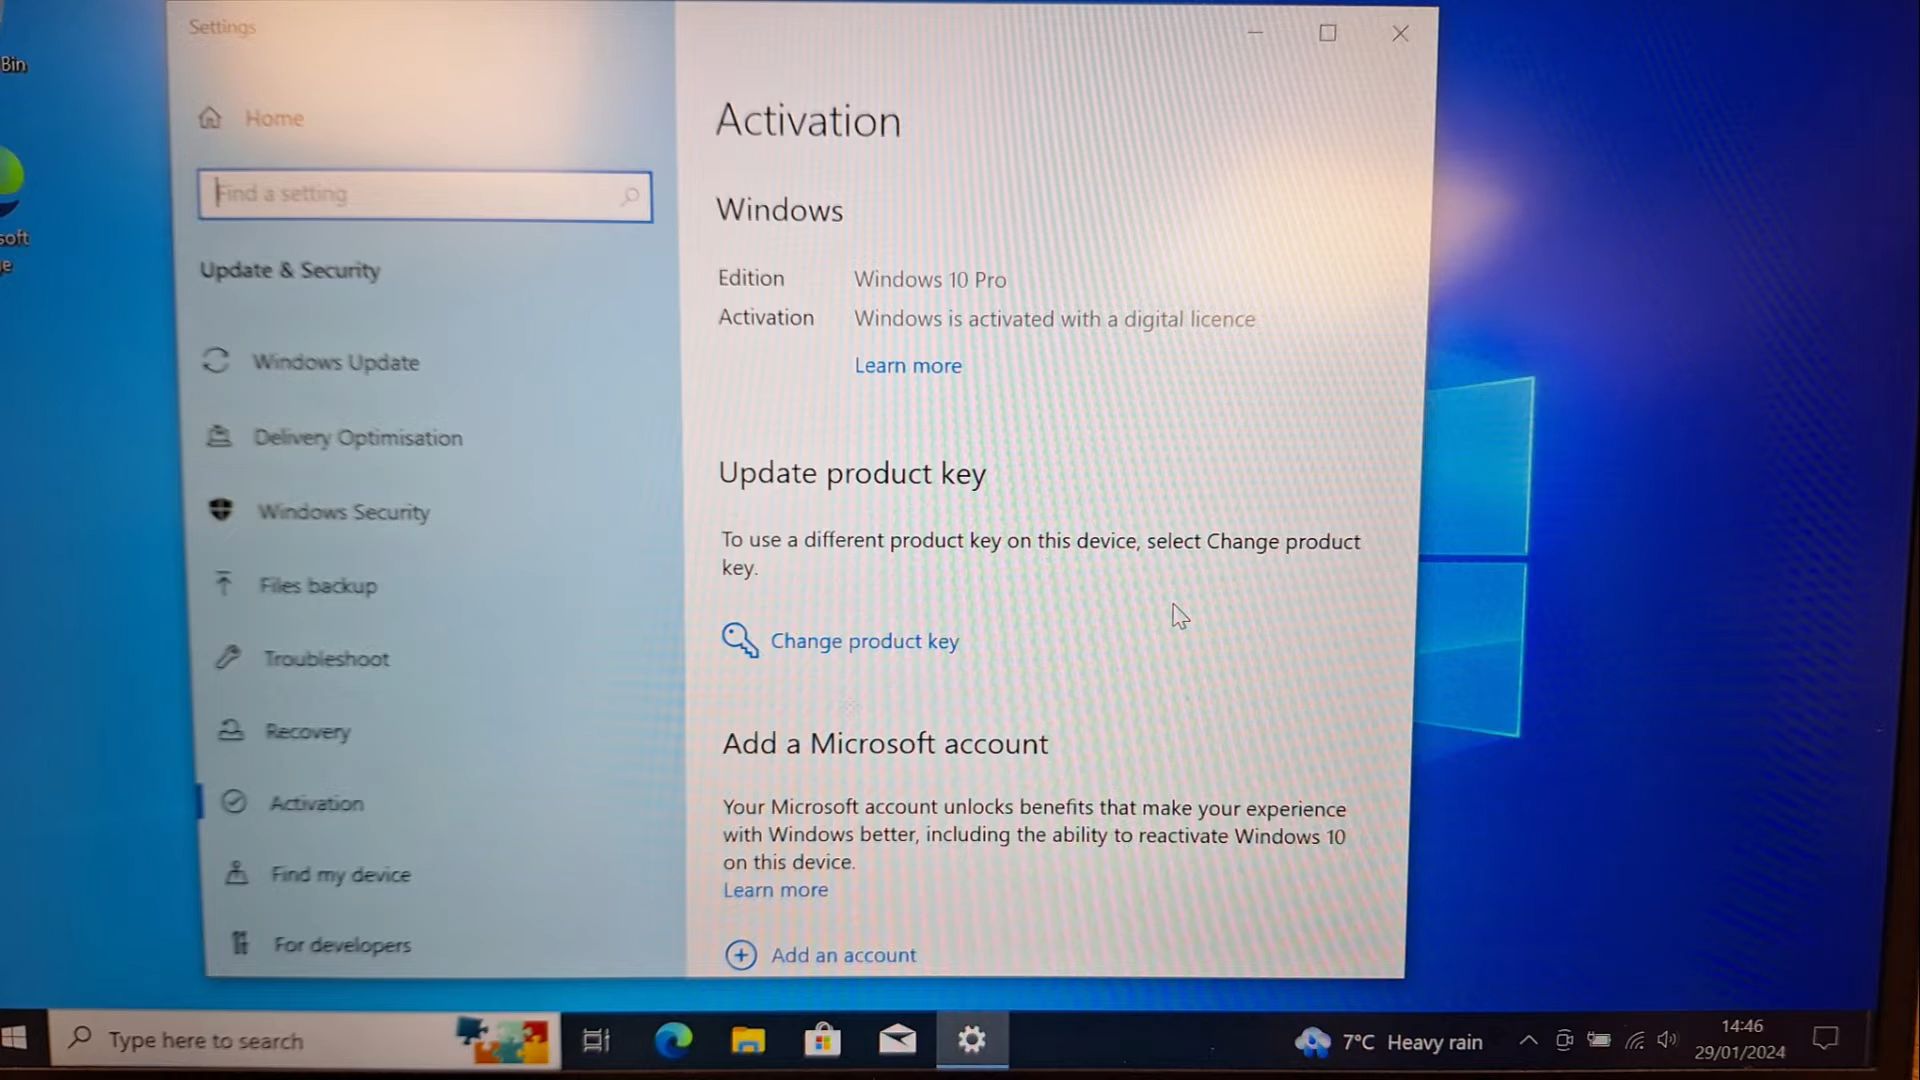 Bin
soft
e
Settings
Home
Find a setting
Update & Security
Windows Update
Delivery Optimisation
Windows Security
Files backup
Troubleshoot
Recovery
Activation
Find my device
For developers
Activation
Windows
Edition Windows 10 Pro
Activation Windows is activated with a digital licence
Learn more
Update product key
To use a different product key on this device, select Change product
key.
Change product key
Add a Microsoft account
Your Microsoft account unlocks benefits that make your experience
with Windows better, including the ability to reactivate Windows 10
on this device.
Learn more
Add an account
Type here to search
7°C Heavy rain
14:46
29/01/2024